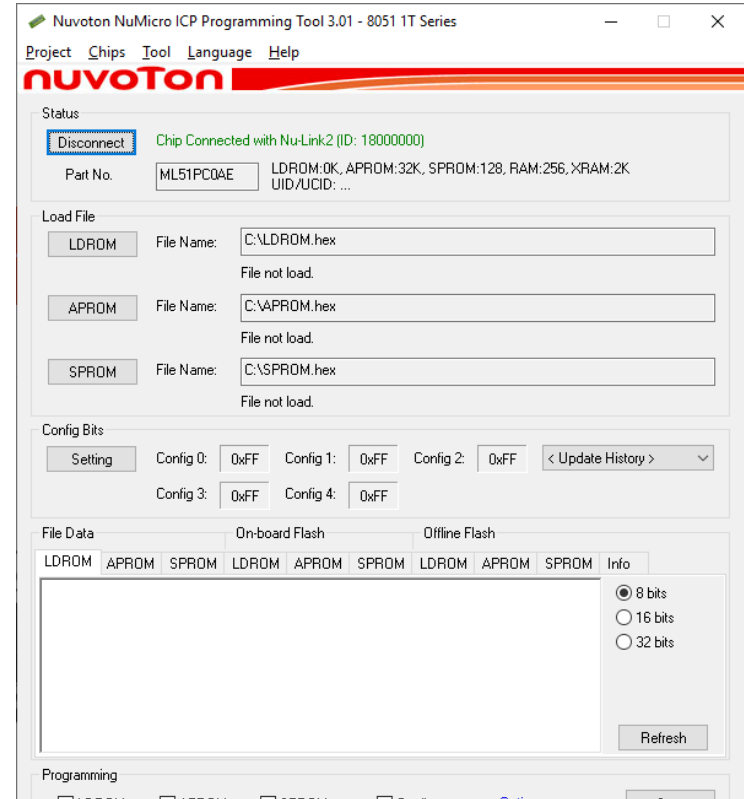 Nuvoton NuMicro ICP Programming Tool 3.01 - 8051 1T Series
Project Chips Tool Language Help
nuvoTon
Status
Disconnect Chip Connected with Nu-Link2 (ID: 18000000)
Part No. ML51PC0AE LDROM:0K, APROM:32K, SPROM:128, RAM:256, XRAM:2K
UID/UCID: ...
Load File
LDROM File Name: C:\LDROM.hex
File not load.
APROM File Name: C:\APROM.hex
File not load.
SPROM File Name: C:\SPROM.hex
File not load.
Config Bits
Setting Config 0: 0xFF Config 1: 0xFF Config 2: 0xFF < Update History >
Config 3: 0xFF Config 4: 0xFF
File Data On-board Flash Offline Flash
LDROM APROM SPROM LDROM APROM SPROM LDROM APROM SPROM Info
8 bits
16 bits
32 bits
Refresh
Programming